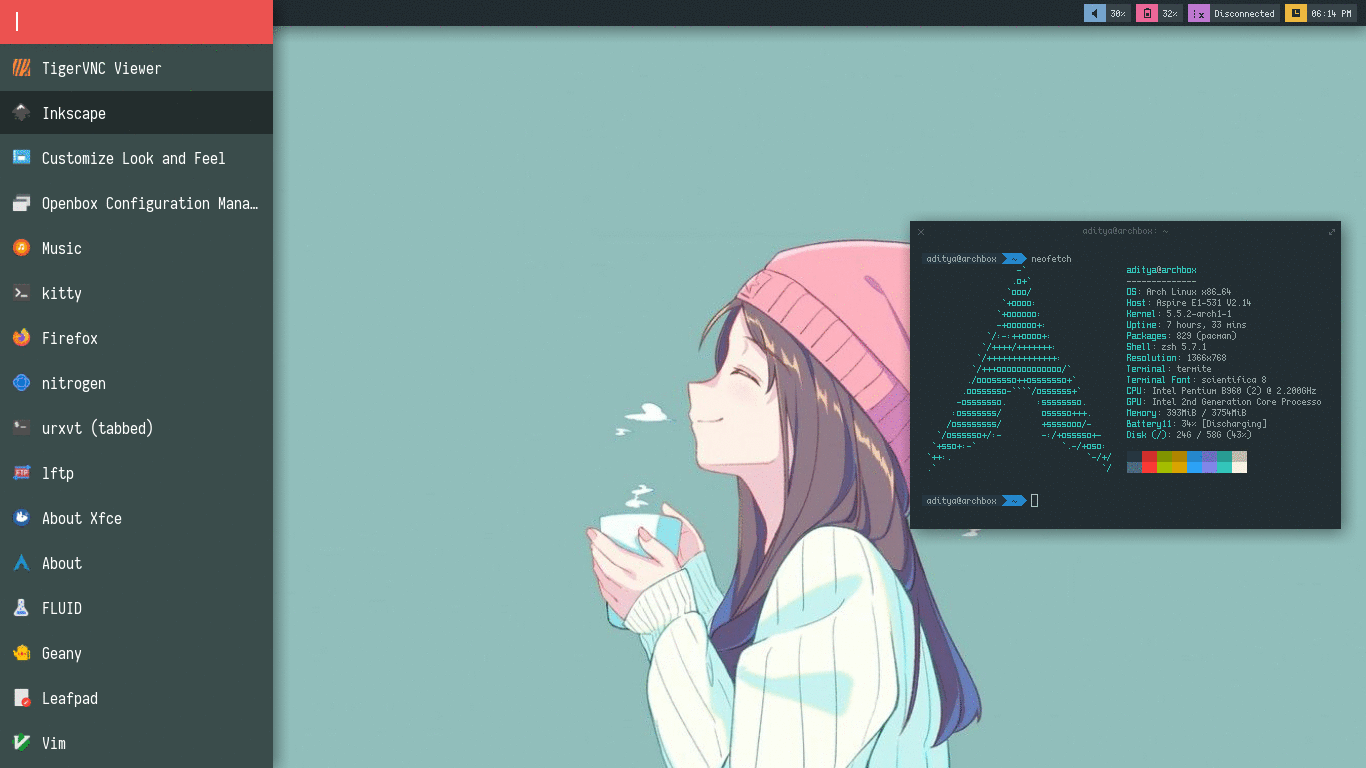 30%
32%
Disconnected
06:14 PM
TigerVNC Viewer
Inkscape
Customize Look and Feel
Openbox Configuration Mana…
Music
kitty
Firefox
nitrogen
urxvt (tabbed)
lftp
About Xfce
About
FLUID
Geany
Leafpad
Vim
aditya@archbox: ~
aditya@archbox ~ neofetch
aditya@archbox
--------------
OS: Arch Linux x86_64
Host: Aspire E1-531 V2.14
Kernel: 5.5.2-arch1-1
Uptime: 7 hours, 33 mins
Packages: 829 (pacman)
Shell: zsh 5.7.1
Resolution: 1366x768
Terminal: termite
Terminal Font: scientifica 8
CPU: Intel Pentium B960 (2) @ 2.200GHz
GPU: Intel 2nd Generation Core Processo
Memory: 393MiB / 3754MiB
Battery11: 34% [Discharging]
Disk (/): 24G / 58G (43%)
aditya@archbox ~